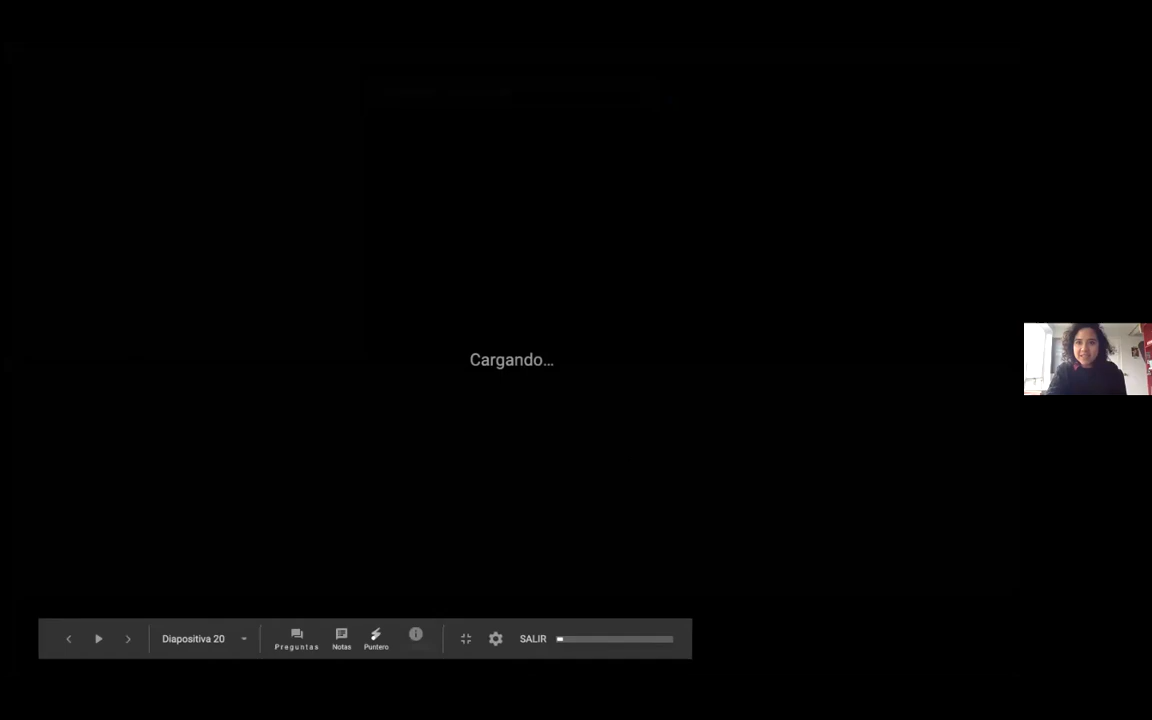 Cargando...
Diapositiva 20
Preguntas
Notas
Puntero
SALIR